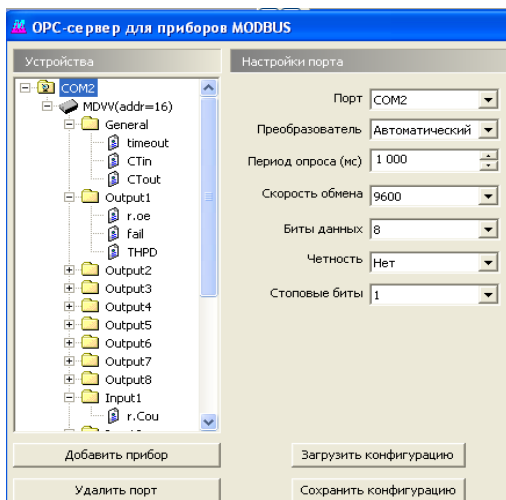 OPC-сервер для приборов MODBUS
Устройства
COM2
MDVV(addr=16)
General
timeout
CTin
CTout
Output1
r.oe
fail
THPD
Output2
Output3
Output4
Output5
Output6
Output7
Output8
Input1
r.Cou
Добавить прибор
Удалить порт
Настройки порта
Порт COM2
Преобразователь Автоматический
Период опроса (мс) 1 000
Скорость обмена 9600
Биты данных 8
Четность Нет
Стоповые биты 1
Загрузить конфигурацию
Сохранить конфигурацию